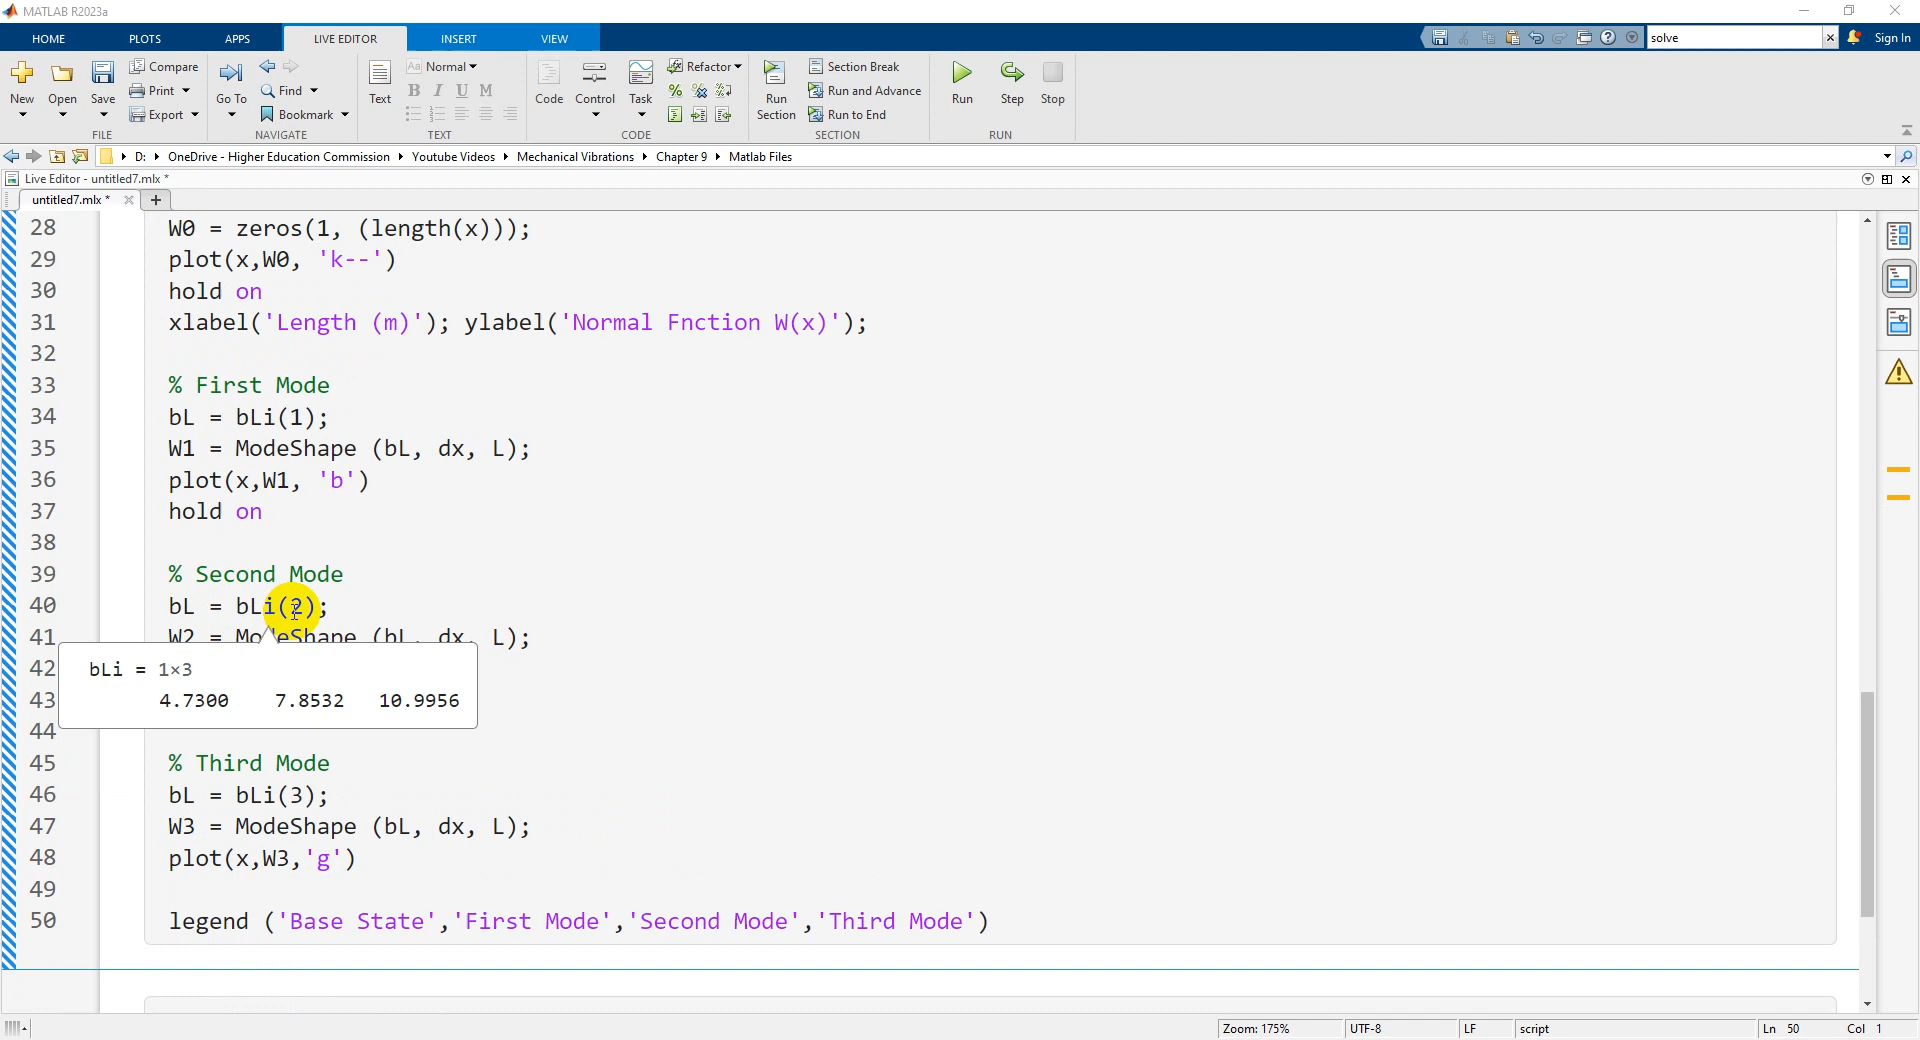 MATLAB R2023a
HOME PLOTS APPS LIVE EDITOR INSERT VIEW
solve
Sign In
New Open Save
Compare
Print
Export
FILE
Go To
Find
Bookmark
NAVIGATE
Text
Aa Normal
B I U M
TEXT
Code Control Task
Refactor
CODE
Run Section
Section Break
Run and Advance
Run to End
SECTION
Run Step Stop
RUN
D: OneDrive - Higher Education Commission Youtube Videos Mechanical Vibrations Chapter 9 Matlab Files
Live Editor - untitled7.mlx *
untitled7.mlx *
28 W0 = zeros(1, (length(x)));
29 plot(x,W0, 'k--')
30 hold on
31 xlabel('Length (m)'); ylabel('Normal Fnction W(x)');
32
33 % First Mode
34 bL = bLi(1);
35 W1 = ModeShape (bL, dx, L);
36 plot(x,W1, 'b')
37 hold on
38
39 % Second Mode
40 bL = bLi(2);
41 W2 = ModeShape (bL, dx, L);
42 bLi = 1×3
43 4.7300 7.8532 10.9956
44
45 % Third Mode
46 bL = bLi(3);
47 W3 = ModeShape (bL, dx, L);
48 plot(x,W3,'g')
49
50 legend ('Base State','First Mode','Second Mode','Third Mode')
Zoom: 175% UTF-8 LF script Ln 50 Col 1